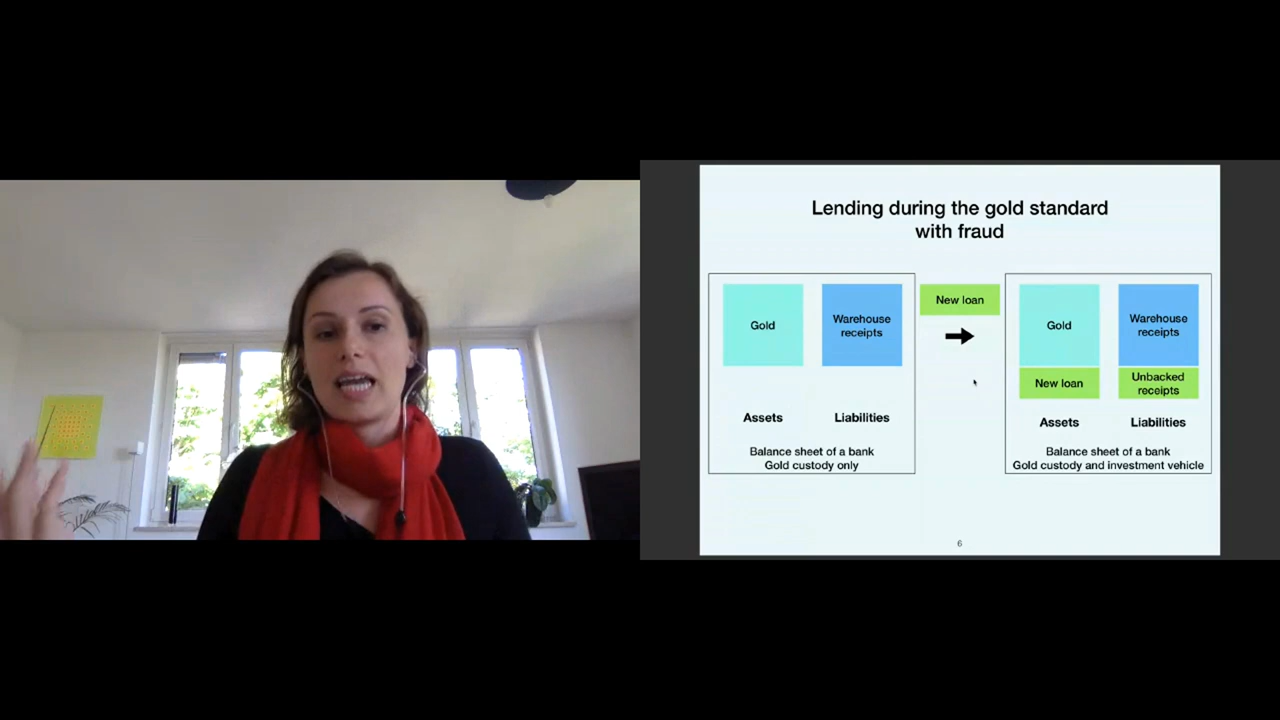 Lending during the gold standard
with fraud
Gold
Warehouse
receipts
Assets
Liabilities
Balance sheet of a bank
Gold custody only
New loan
Gold
Warehouse
receipts
New loan
Unbacked
receipts
Assets
Liabilities
Balance sheet of a bank
Gold custody and investment vehicle
6